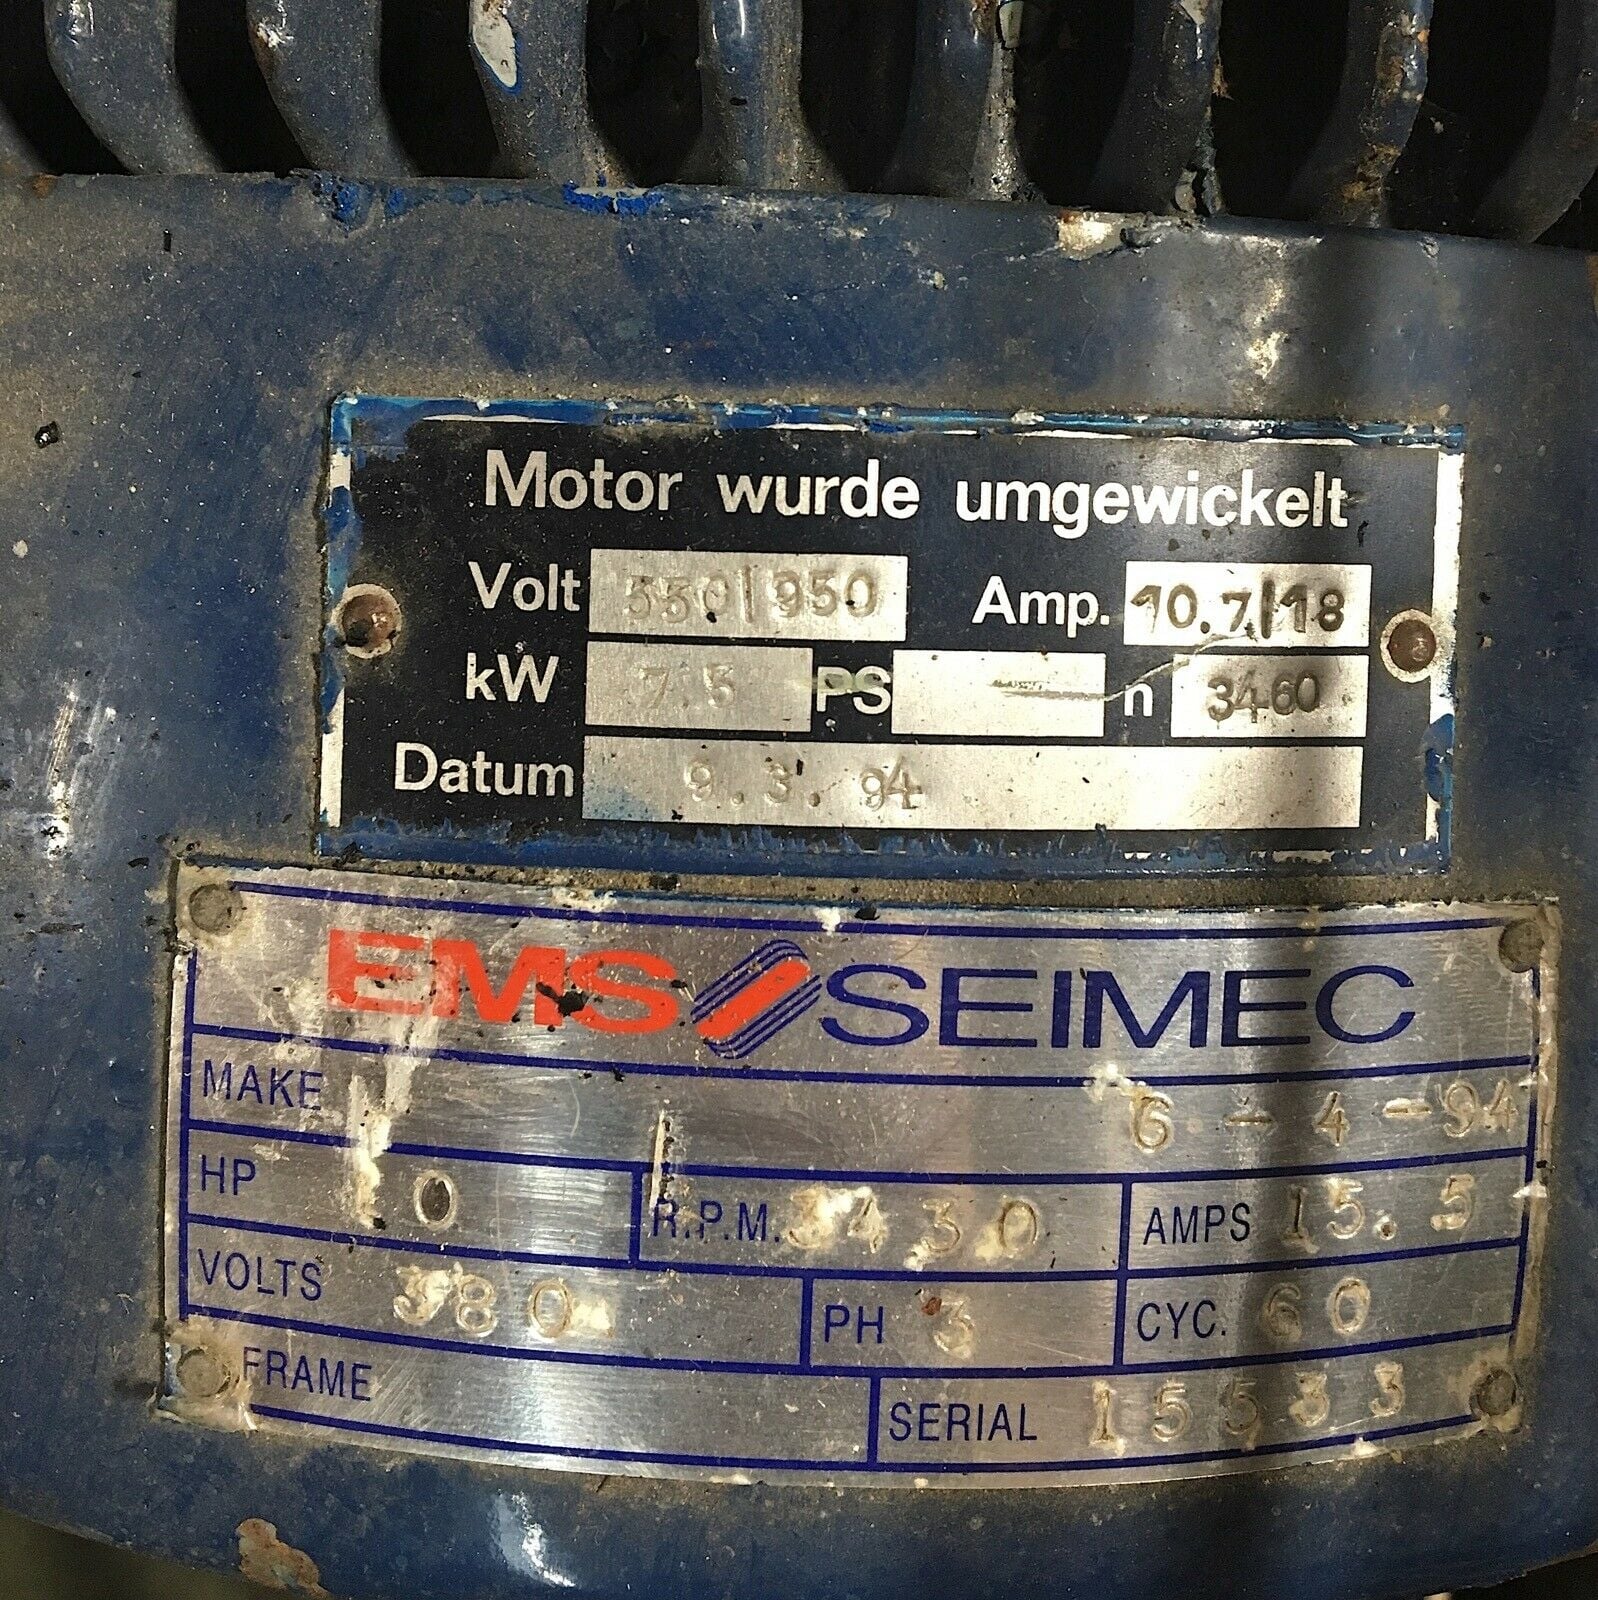 Motor wurde umgewickelt
Volt 550/950 Amp. 10.7/18
kW 7.5 PS n 3460
Datum 9.3.94
EMS SEIMEC
MAKE 6-4-94
HP 10 R.P.M. 3430 AMPS 15.5
VOLTS 380 PH 3 CYC. 60
FRAME SERIAL 15533